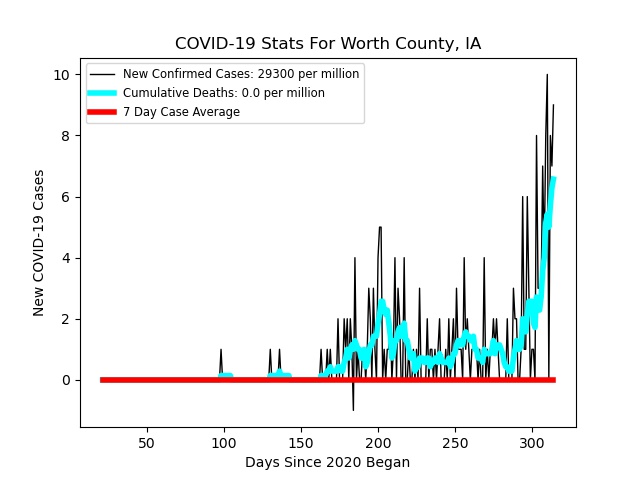 COVID-19 Stats For Worth County, IA
New Confirmed Cases: 29300 per million
Cumulative Deaths: 0.0 per million
7 Day Case Average
10
8
6
4
2
0
New COVID-19 Cases
50 100 150 200 250 300
Days Since 2020 Began